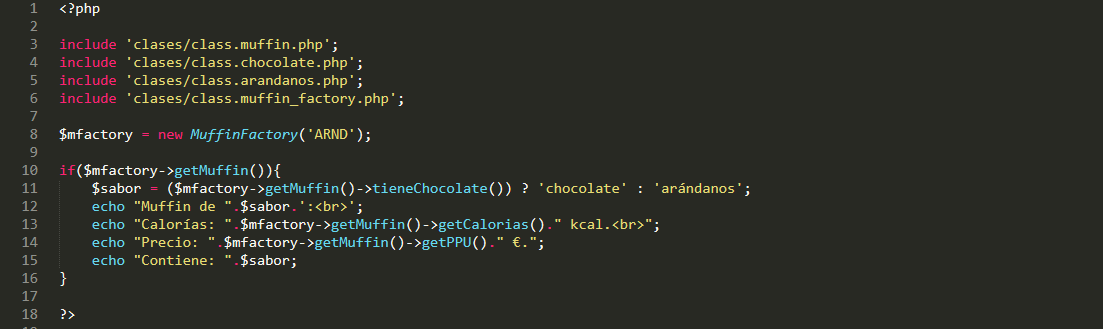 1 <?php
2
3 include 'clases/class.muffin.php';
4 include 'clases/class.chocolate.php';
5 include 'clases/class.arandanos.php';
6 include 'clases/class.muffin_factory.php';
7
8 $mfactory = new MuffinFactory('ARND');
9
10 if($mfactory->getMuffin()){
11     $sabor = ($mfactory->getMuffin()->tieneChocolate()) ? 'chocolate' : 'arándanos';
12     echo "Muffin de ".$sabor.':<br>';
13     echo "Calorías: ".$mfactory->getMuffin()->getCalorias()." kcal.<br>";
14     echo "Precio: ".$mfactory->getMuffin()->getPPU()." €.";
15     echo "Contiene: ".$sabor;
16 }
17
18 ?>